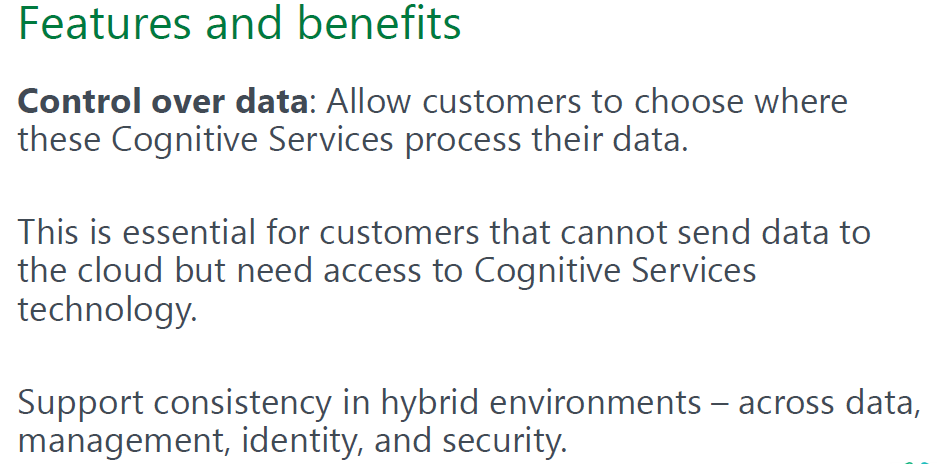 Features and benefits
Control over data: Allow customers to choose where
these Cognitive Services process their data.
This is essential for customers that cannot send data to
the cloud but need access to Cognitive Services
technology.
Support consistency in hybrid environments – across data,
management, identity, and security.